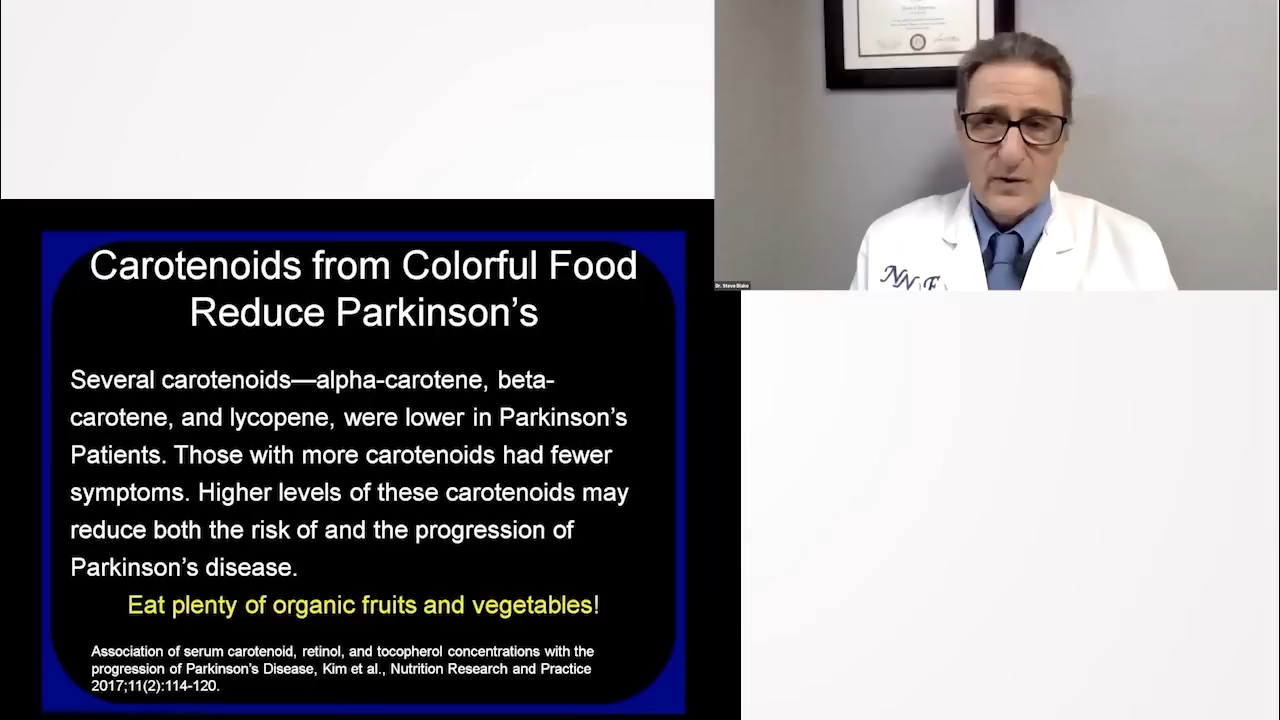 Carotenoids from Colorful Food
Reduce Parkinson’s
Several carotenoids—alpha-carotene, beta-
carotene, and lycopene, were lower in Parkinson’s
Patients. Those with more carotenoids had fewer
symptoms. Higher levels of these carotenoids may
reduce both the risk of and the progression of
Parkinson’s disease.
Eat plenty of organic fruits and vegetables!
Association of serum carotenoid, retinol, and tocopherol concentrations with the
progression of Parkinson’s Disease, Kim et al., Nutrition Research and Practice
2017;11(2):114-120.
Dr. Steve Blake
NNF